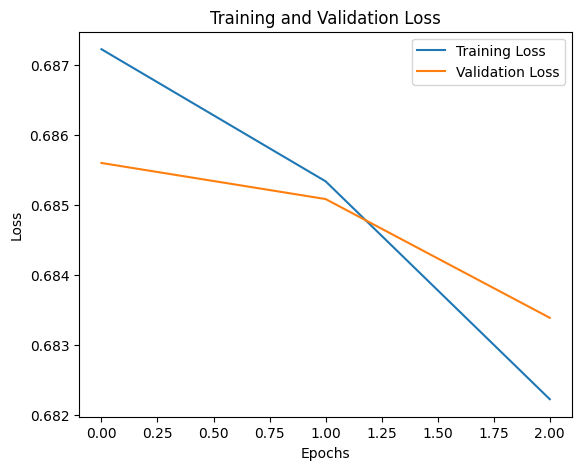 Training and Validation Loss
Training Loss
Validation Loss
0.687
0.686
0.685
0.684
0.683
0.682
Loss
0.00 0.25 0.50 0.75 1.00 1.25 1.50 1.75 2.00
Epochs